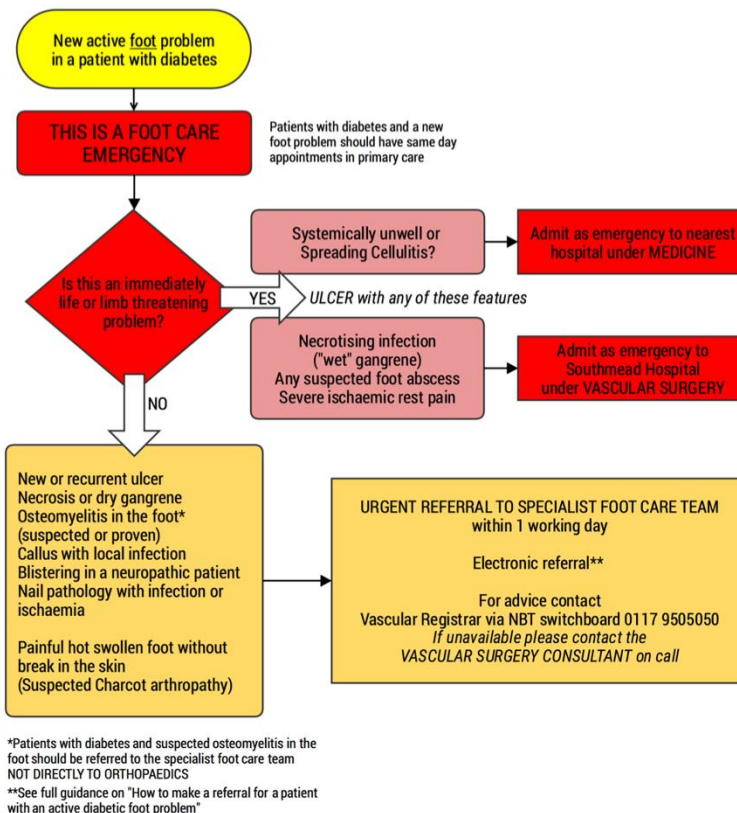 New active foot problem
in a patient with diabetes
THIS IS A FOOT CARE
EMERGENCY
Patients with diabetes and a new
foot problem should have same day
appointments in primary care
Is this an immediately
life or limb threatening
problem?
YES
ULCER with any of these features
Systemically unwell or
Spreading Cellulitis?
Admit as emergency to nearest
hospital under MEDICINE
Necrotising infection
("wet" gangrene)
Any suspected foot abscess
Severe ischaemic rest pain
Admit as emergency to
Southmead Hospital
under VASCULAR SURGERY
NO
New or recurrent ulcer
Necrosis or dry gangrene
Osteomyelitis in the foot*
(suspected or proven)
Callus with local infection
Blistering in a neuropathic patient
Nail pathology with infection or
ischaemia
Painful hot swollen foot without
break in the skin
(Suspected Charcot arthropathy)
URGENT REFERRAL TO SPECIALIST FOOT CARE TEAM
within 1 working day
Electronic referral**
For advice contact
Vascular Registrar via NBT switchboard 0117 9505050
If unavailable please contact the
VASCULAR SURGERY CONSULTANT on call
*Patients with diabetes and suspected osteomyelitis in the
foot should be referred to the specialist foot care team
NOT DIRECTLY TO ORTHOPAEDICS
**See full guidance on "How to make a referral for a patient
with an active diabetic foot problem"